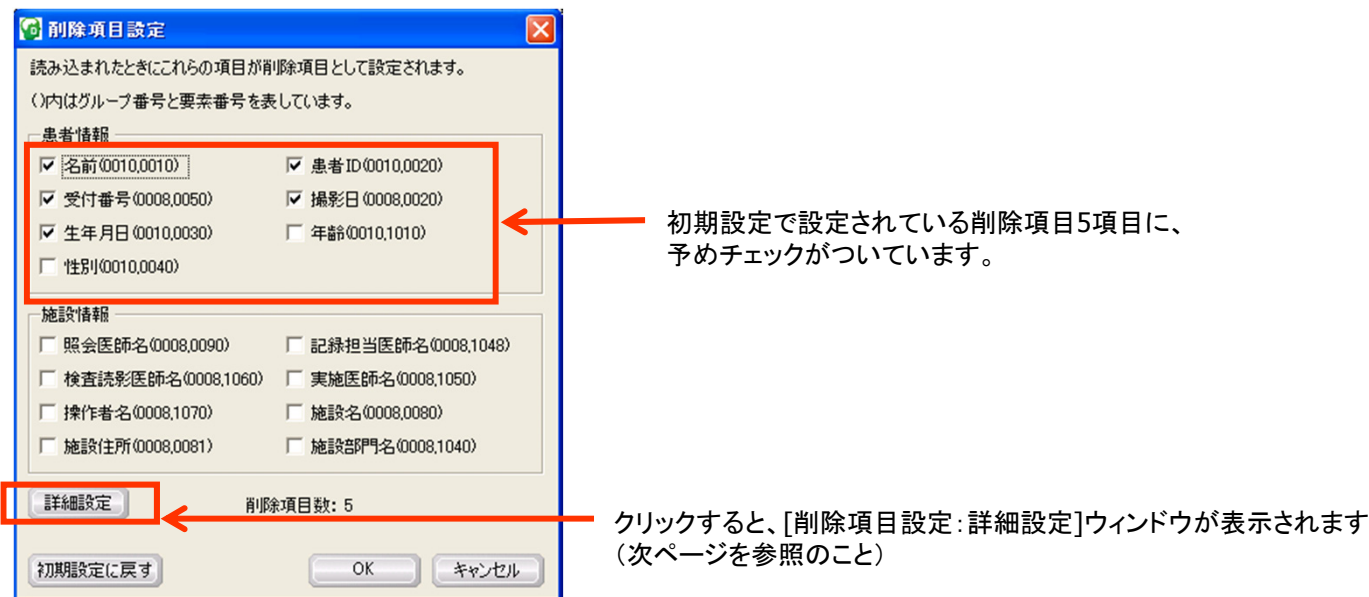 削除項目設定
読み込まれたときにこれらの項目が削除項目として設定されます。
()内はグループ番号と要素番号を表しています。
患者情報
名前(0010,0010) 患者ID(0010,0020)
受付番号(0008,0050) 撮影日(0008,0020)
生年月日(0010,0030) 年齢(0010,1010)
性別(0010,0040)
初期設定で設定されている削除項目5項目に、
予めチェックがついています。
施設情報
照会医師名(0008,0090) 記録担当医師名(0008,1048)
検査読影医師名(0008,1060) 実施医師名(0008,1050)
操作者名(0008,1070) 施設名(0008,0080)
施設住所(0008,0081) 施設部門名(0008,1040)
詳細設定 削除項目数: 5
クリックすると、[削除項目設定:詳細設定]ウィンドウが表示されます
(次ページを参照のこと)
初期設定に戻す OK キャンセル